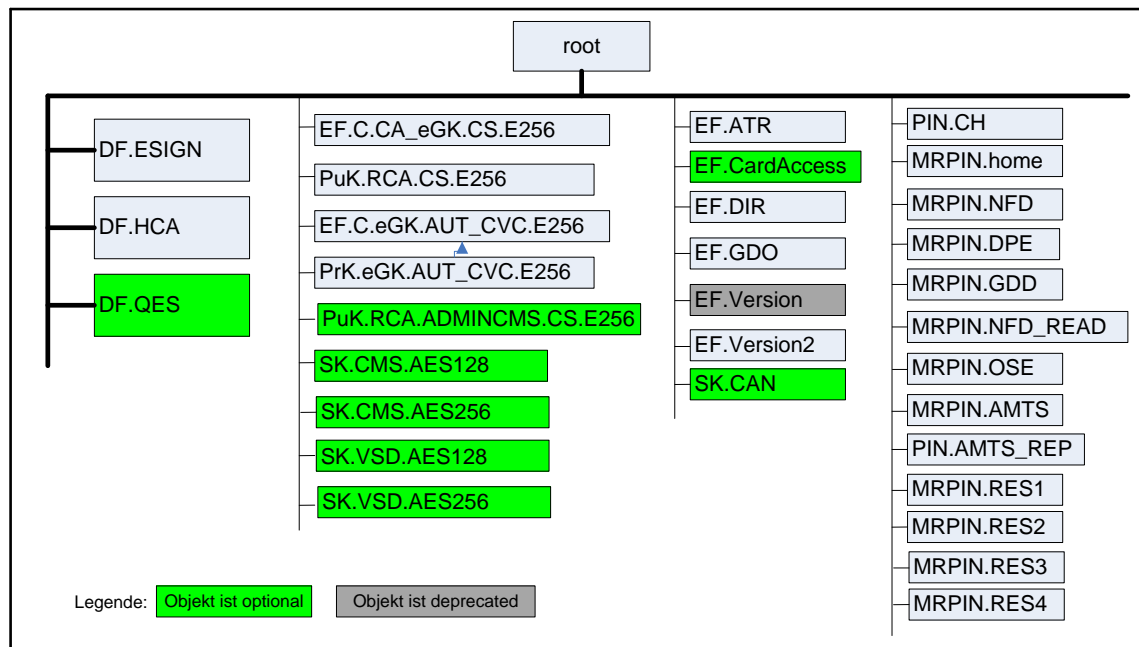 root
DF.ESIGN
DF.HCA
DF.QES
EF.C.CA_eGK.CS.E256
PuK.RCA.CS.E256
EF.C.eGK.AUT_CVC.E256
PrK.eGK.AUT_CVC.E256
PuK.RCA.ADMINCMS.CS.E256
SK.CMS.AES128
SK.CMS.AES256
SK.VSD.AES128
SK.VSD.AES256
EF.ATR
EF.CardAccess
EF.DIR
EF.GDO
EF.Version
EF.Version2
SK.CAN
PIN.CH
MRPIN.home
MRPIN.NFD
MRPIN.DPE
MRPIN.GDD
MRPIN.NFD_READ
MRPIN.OSE
MRPIN.AMTS
PIN.AMTS_REP
MRPIN.RES1
MRPIN.RES2
MRPIN.RES3
MRPIN.RES4
Legende: Objekt ist optional Objekt ist deprecated